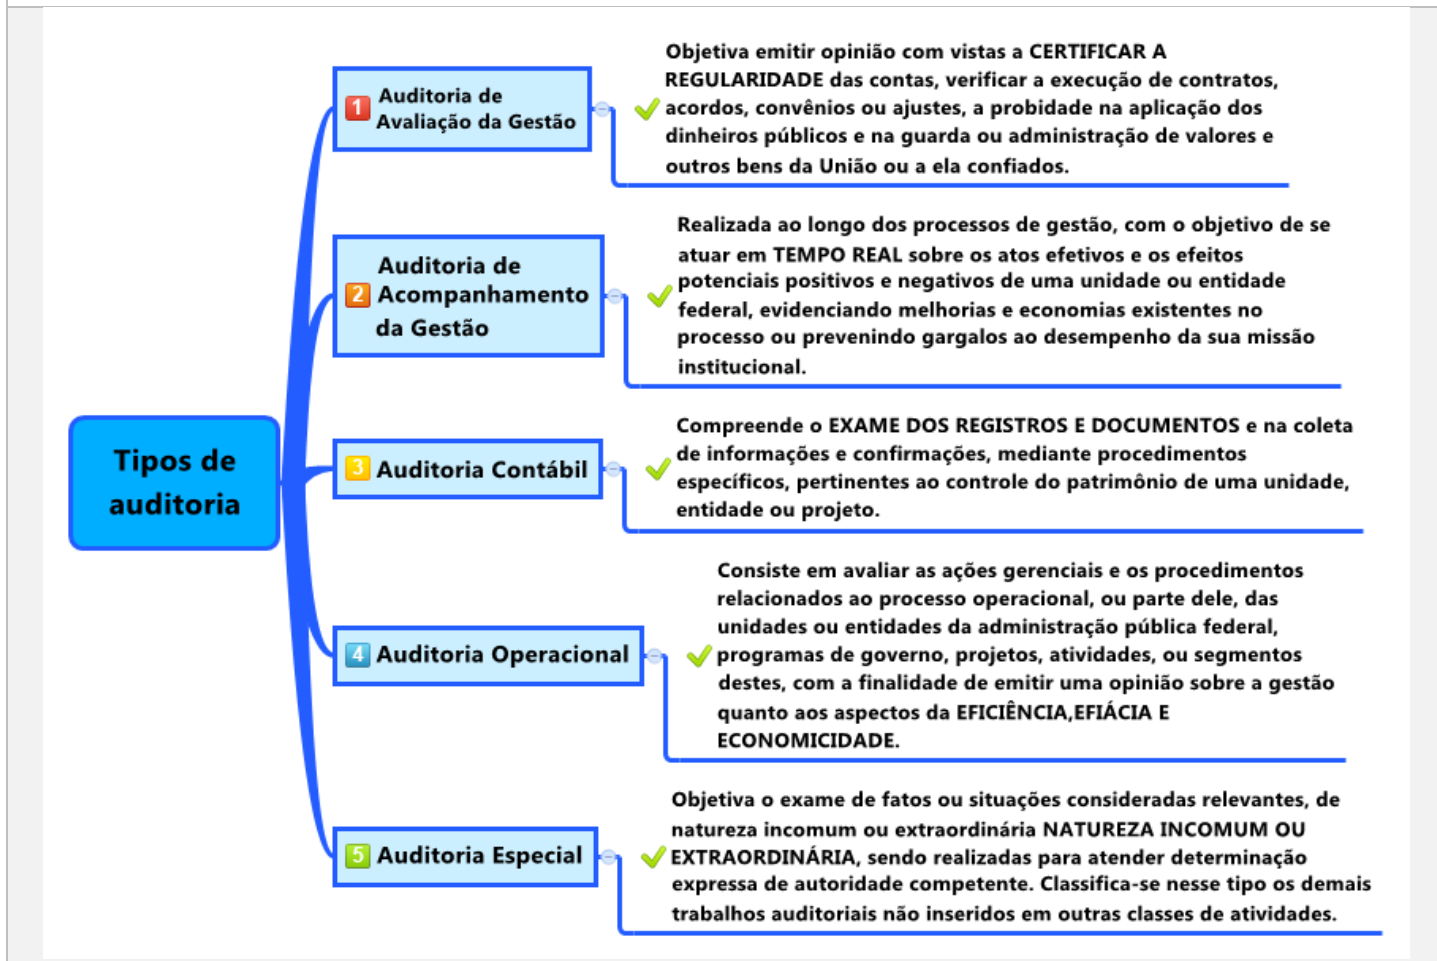 Tipos de
auditoria
1 Auditoria de
Avaliação da Gestão
Objetiva emitir opinião com vistas a CERTIFICAR A
REGULARIDADE das contas, verificar a execução de contratos,
acordos, convênios ou ajustes, a probidade na aplicação dos
dinheiros públicos e na guarda ou administração de valores e
outros bens da União ou a ela confiados.
2 Auditoria de
Acompanhamento
da Gestão
Realizada ao longo dos processos de gestão, com o objetivo de se
atuar em TEMPO REAL sobre os atos efetivos e os efeitos
potenciais positivos e negativos de uma unidade ou entidade
federal, evidenciando melhorias e economias existentes no
processo ou prevenindo gargalos ao desempenho da sua missão
institucional.
3 Auditoria Contábil
Compreende o EXAME DOS REGISTROS E DOCUMENTOS e na coleta
de informações e confirmações, mediante procedimentos
específicos, pertinentes ao controle do patrimônio de uma unidade,
entidade ou projeto.
4 Auditoria Operacional
Consiste em avaliar as ações gerenciais e os procedimentos
relacionados ao processo operacional, ou parte dele, das
unidades ou entidades da administração pública federal,
programas de governo, projetos, atividades, ou segmentos
destes, com a finalidade de emitir uma opinião sobre a gestão
quanto aos aspectos da EFICIÊNCIA,EFIÁCIA E
ECONOMICIDADE.
5 Auditoria Especial
Objetiva o exame de fatos ou situações consideradas relevantes, de
natureza incomum ou extraordinária NATUREZA INCOMUM OU
EXTRAORDINÁRIA, sendo realizadas para atender determinação
expressa de autoridade competente. Classifica-se nesse tipo os demais
trabalhos auditoriais não inseridos em outras classes de atividades.